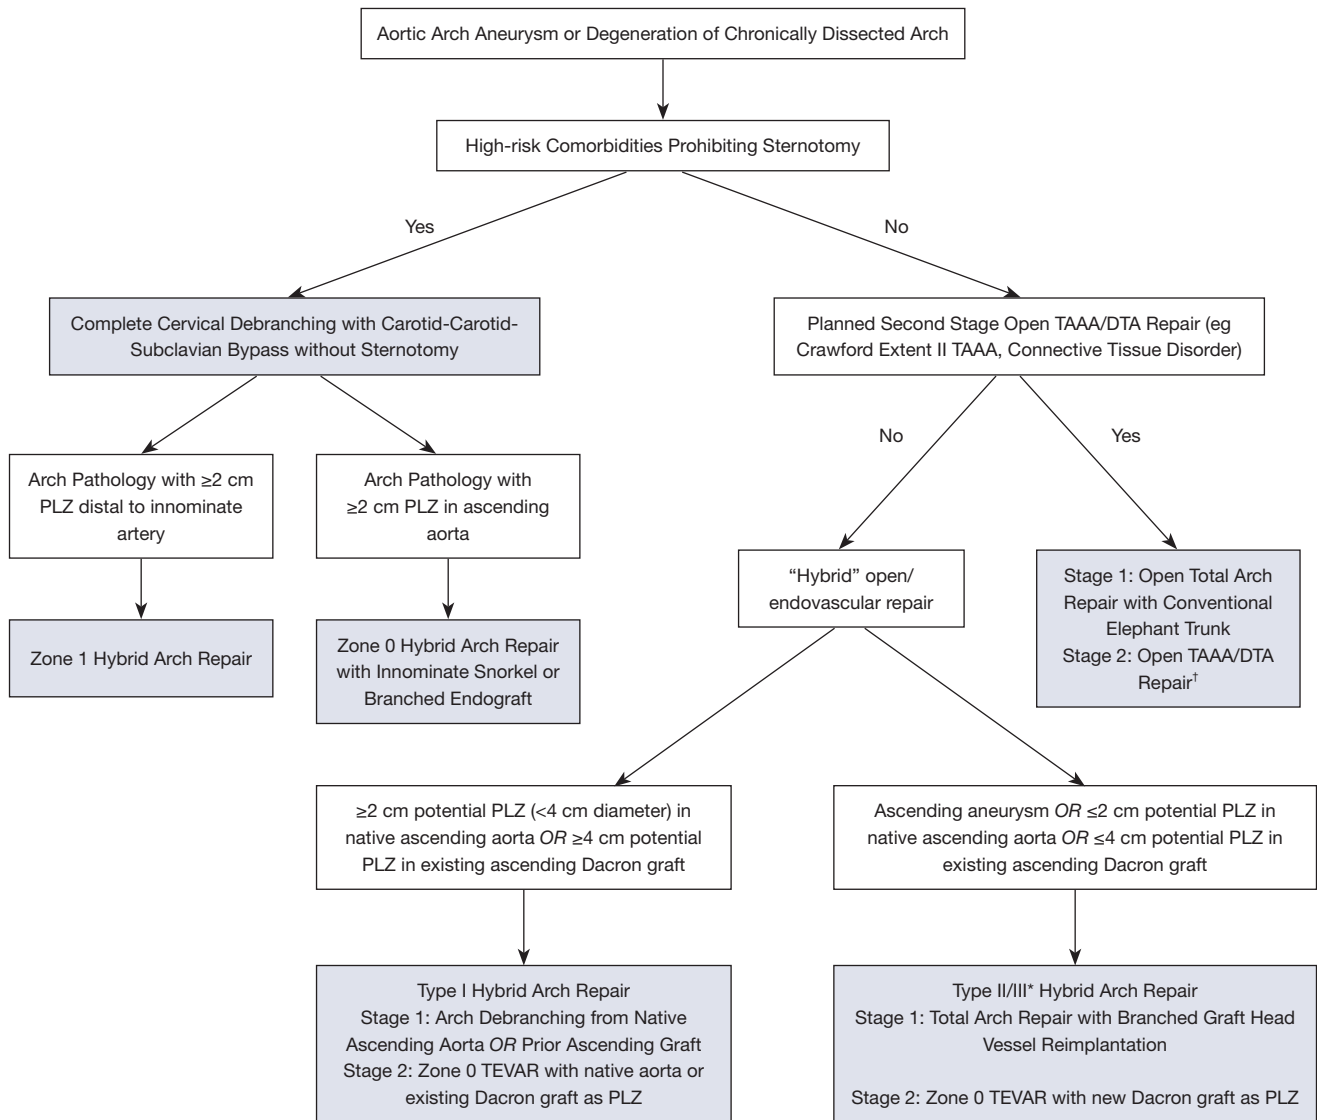 Aortic Arch Aneurysm or Degeneration of Chronically Dissected Arch
High-risk Comorbidities Prohibiting Sternotomy
Yes
No
Complete Cervical Debranching with Carotid-Carotid-
Subclavian Bypass without Sternotomy
Planned Second Stage Open TAAA/DTA Repair (eg
Crawford Extent II TAAA, Connective Tissue Disorder)
No
Yes
Arch Pathology with ≥2 cm
PLZ distal to innominate
artery
Arch Pathology with
≥2 cm PLZ in ascending
aorta
“Hybrid” open/
endovascular repair
Stage 1: Open Total Arch
Repair with Conventional
Elephant Trunk
Stage 2: Open TAAA/DTA
Repair†
Zone 1 Hybrid Arch Repair
Zone 0 Hybrid Arch Repair
with Innominate Snorkel or
Branched Endograft
≥2 cm potential PLZ (<4 cm diameter) in
native ascending aorta OR ≥4 cm potential
PLZ in existing ascending Dacron graft
Ascending aneurysm OR ≤2 cm potential PLZ in
native ascending aorta OR ≤4 cm potential PLZ in
existing ascending Dacron graft
Type I Hybrid Arch Repair
Stage 1: Arch Debranching from Native
Ascending Aorta OR Prior Ascending Graft
Stage 2: Zone 0 TEVAR with native aorta or
existing Dacron graft as PLZ
Type II/III* Hybrid Arch Repair
Stage 1: Total Arch Repair with Branched Graft Head
Vessel Reimplantation
Stage 2: Zone 0 TEVAR with new Dacron graft as PLZ